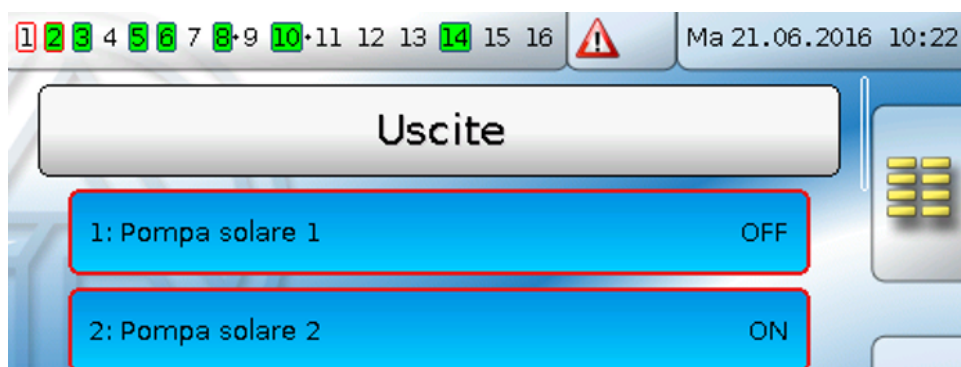 1 2 3 4 5 6 7 8•9 10•11 12 13 14 15 16 Ma 21.06.2016 10:22
Uscite
1: Pompa solare 1 OFF
2: Pompa solare 2 ON